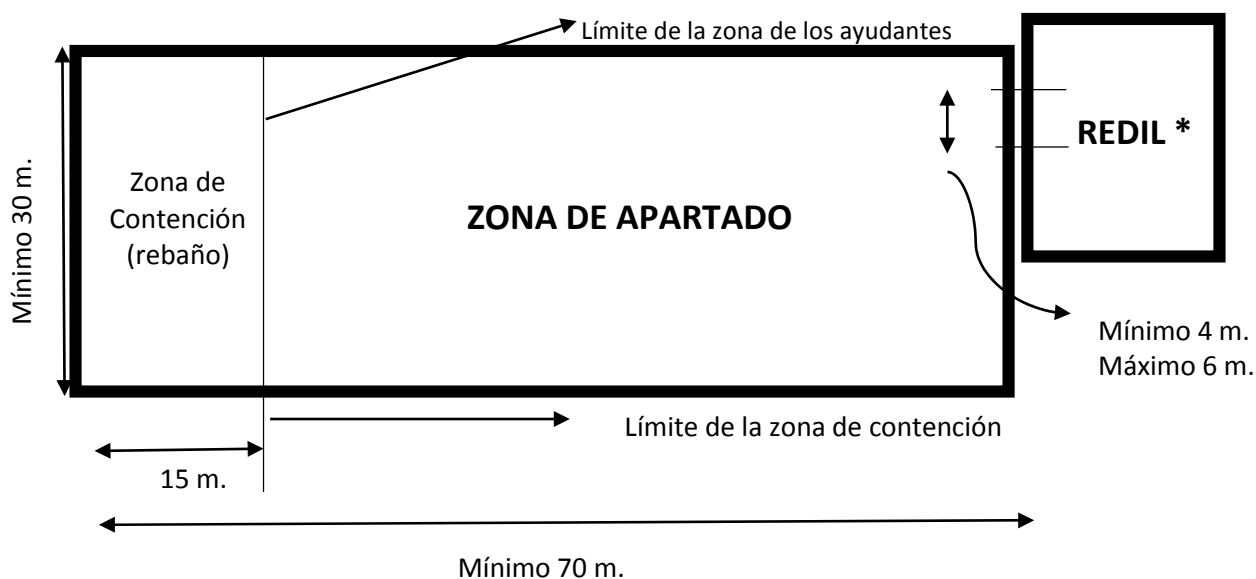 Límite de la zona de los ayudantes
REDIL *
Zona de
Contención
(rebaño)
ZONA DE APARTADO
Mínimo 30 m.
Mínimo 4 m.
Máximo 6 m.
Límite de la zona de contención
15 m.
Mínimo 70 m.